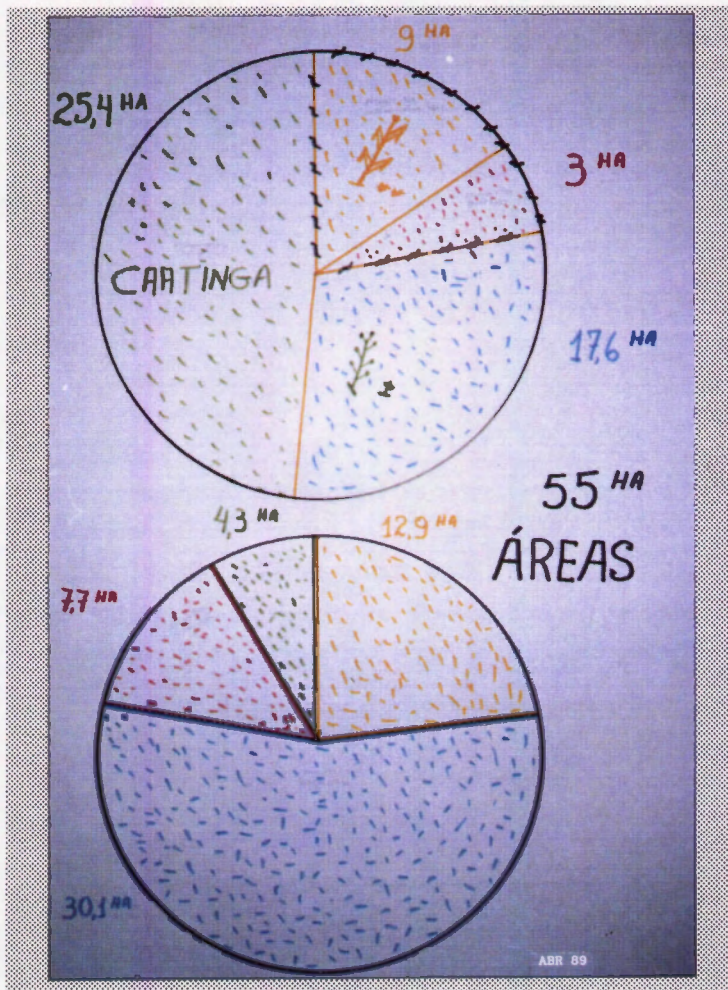 9 HA
25,4 HA
3 HA
CAATINGA
17,6 HA
55 HA
ÁREAS
4,3 HA
12,9 HA
7,7 HA
30,1 HA
ABR 89